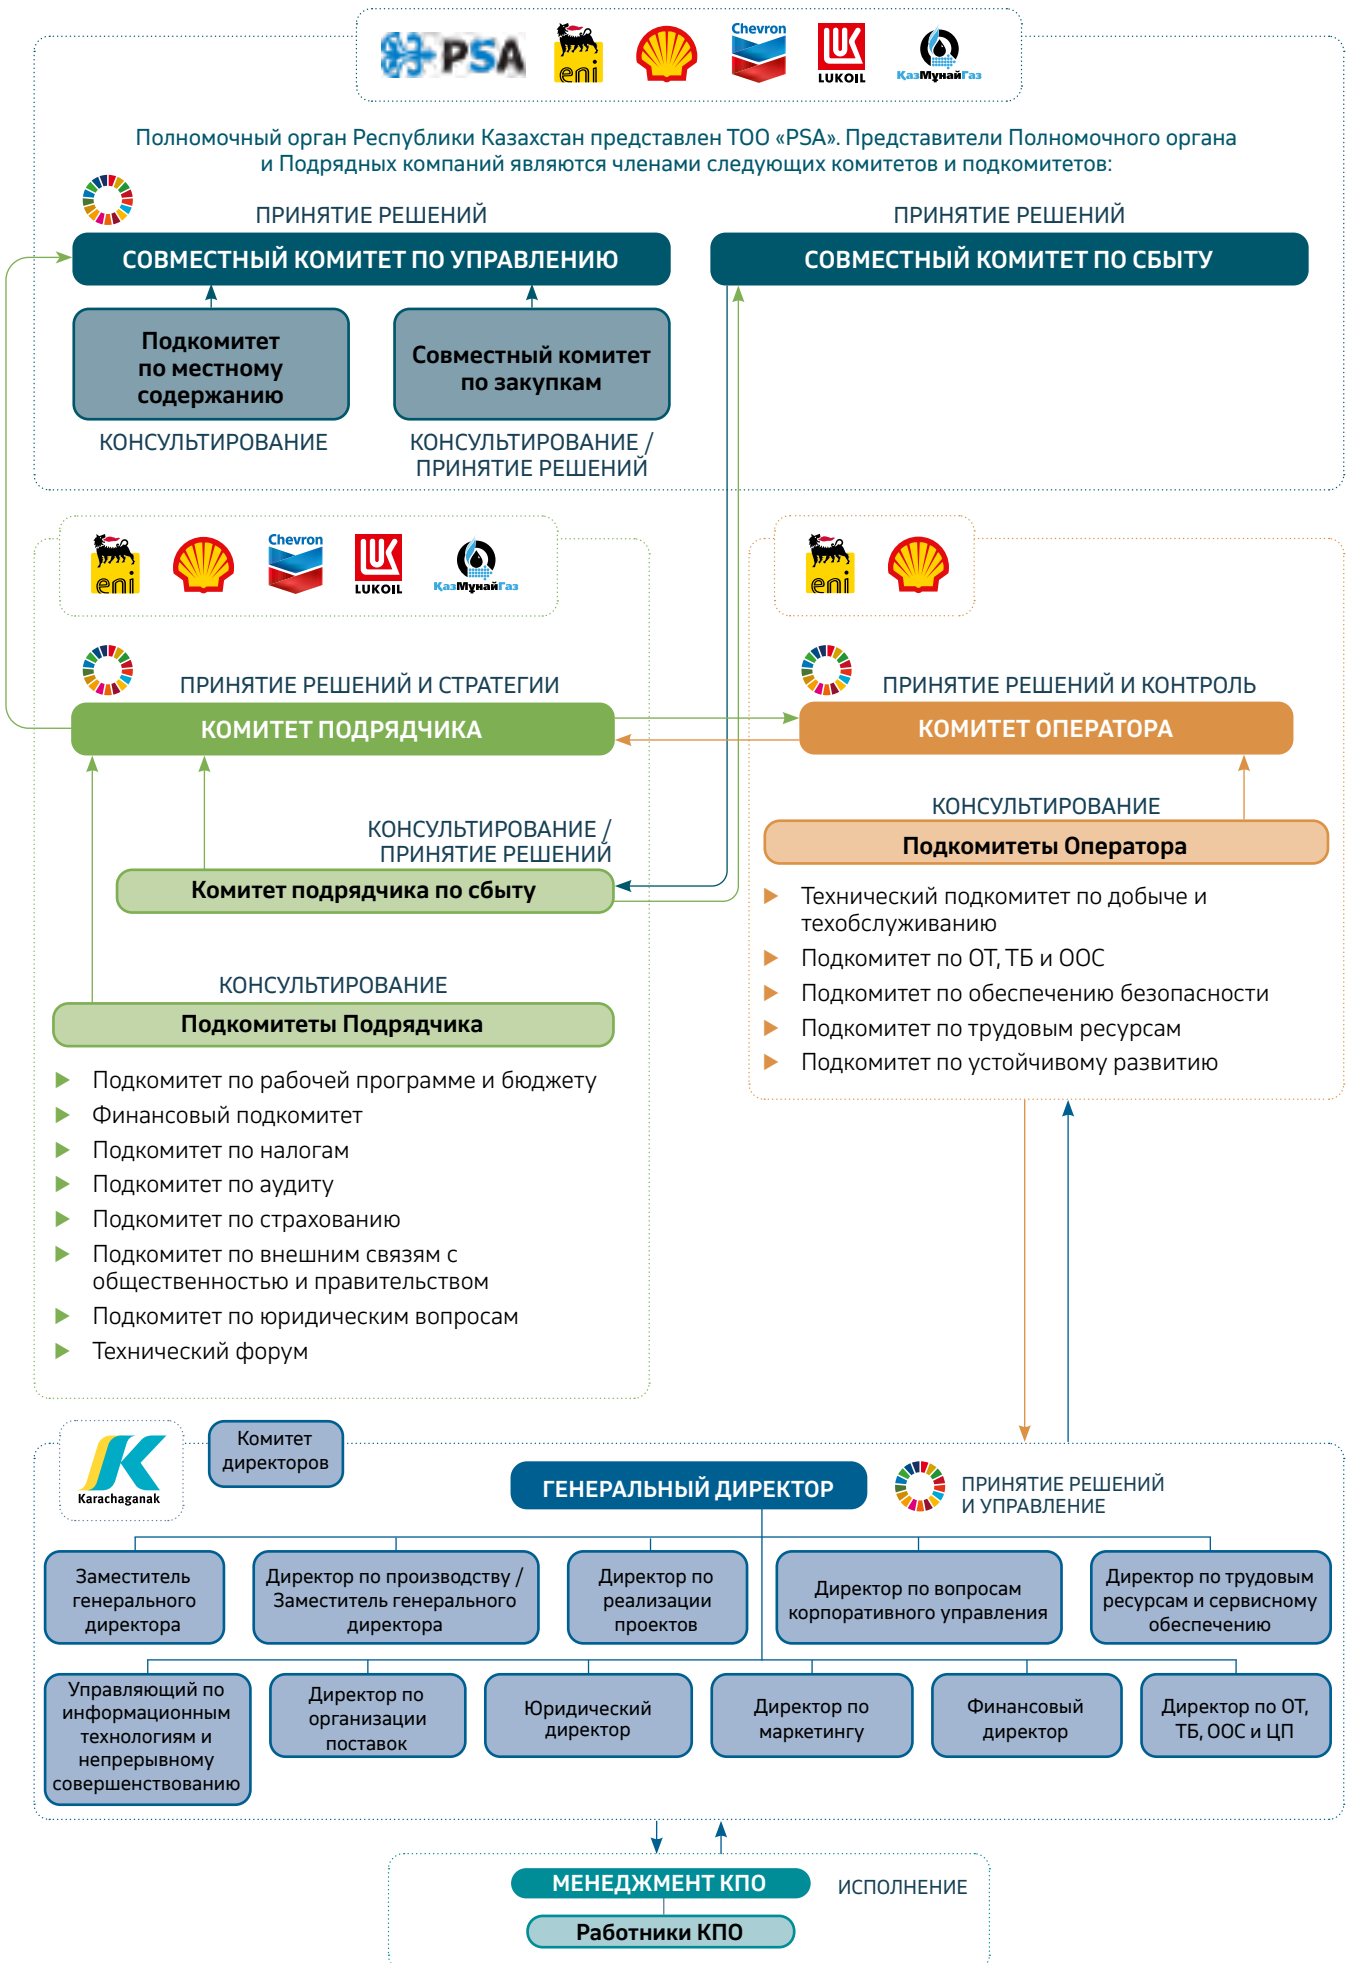 PSA
eni
Chevron
LUK
LUKOIL
ҚазМұнайГаз
Полномочный орган Республики Казахстан представлен ТОО «PSA». Представители Полномочного органа
и Подрядных компаний являются членами следующих комитетов и подкомитетов:
ПРИНЯТИЕ РЕШЕНИЙ
СОВМЕСТНЫЙ КОМИТЕТ ПО УПРАВЛЕНИЮ
ПРИНЯТИЕ РЕШЕНИЙ
СОВМЕСТНЫЙ КОМИТЕТ ПО СБЫТУ
Подкомитет
по местному
содержанию
КОНСУЛЬТИРОВАНИЕ
Совместный комитет
по закупкам
КОНСУЛЬТИРОВАНИЕ /
ПРИНЯТИЕ РЕШЕНИЙ
eni
Chevron
LUK
LUKOIL
ҚазМұнайГаз
eni
ПРИНЯТИЕ РЕШЕНИЙ И СТРАТЕГИИ
КОМИТЕТ ПОДРЯДЧИКА
ПРИНЯТИЕ РЕШЕНИЙ И КОНТРОЛЬ
КОМИТЕТ ОПЕРАТОРА
КОНСУЛЬТИРОВАНИЕ /
ПРИНЯТИЕ РЕШЕНИЙ
Комитет подрядчика по сбыту
КОНСУЛЬТИРОВАНИЕ
Подкомитеты Подрядчика
Подкомитет по рабочей программе и бюджету
Финансовый подкомитет
Подкомитет по налогам
Подкомитет по аудиту
Подкомитет по страхованию
Подкомитет по внешним связям с
общественностью и правительством
Подкомитет по юридическим вопросам
Технический форум
КОНСУЛЬТИРОВАНИЕ
Подкомитеты Оператора
Технический подкомитет по добыче и
техобслуживанию
Подкомитет по ОТ, ТБ и ООС
Подкомитет по обеспечению безопасности
Подкомитет по трудовым ресурсам
Подкомитет по устойчивому развитию
Karachaganak
Комитет
директоров
ГЕНЕРАЛЬНЫЙ ДИРЕКТОР
ПРИНЯТИЕ РЕШЕНИЙ
И УПРАВЛЕНИЕ
Заместитель
генерального
директора
Директор по производству /
Заместитель генерального
директора
Директор по
реализации
проектов
Директор по вопросам
корпоративного управления
Директор по трудовым
ресурсам и сервисному
обеспечению
Управляющий по
информационным
технологиям и
непрерывному
совершенствованию
Директор по
организации
поставок
Юридический
директор
Директор по
маркетингу
Финансовый
директор
Директор по ОТ,
ТБ, ООС и ЦП
МЕНЕДЖМЕНТ КПО
ИСПОЛНЕНИЕ
Работники КПО